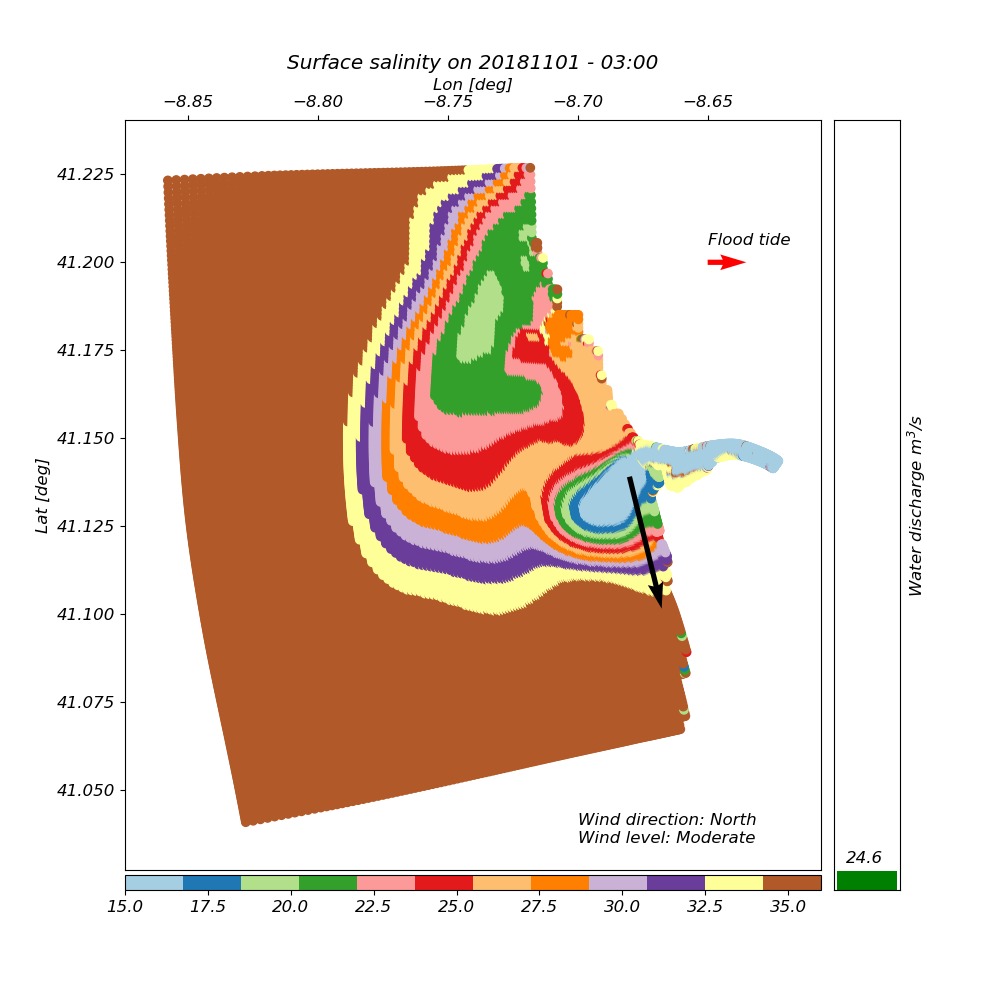 Surface salinity on 20181101 - 03:00
Lon [deg]
−8.85 −8.80 −8.75 −8.70 −8.65
41.225
41.200
41.175
41.150
41.125
41.100
41.075
41.050
Lat [deg]
Flood tide
Wind direction: North
Wind level: Moderate
Water discharge m³/s
24.6
15.0 17.5 20.0 22.5 25.0 27.5 30.0 32.5 35.0